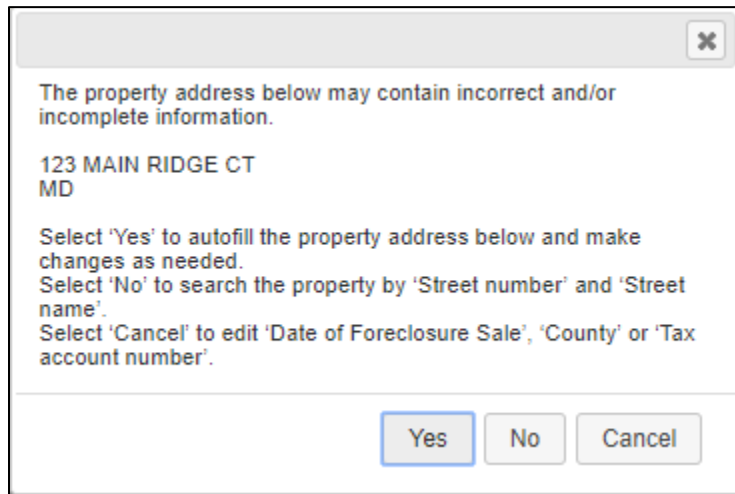 The property address below may contain incorrect and/or
incomplete information.
123 MAIN RIDGE CT
MD
Select ‘Yes’ to autofill the property address below and make
changes as needed.
Select ‘No’ to search the property by ‘Street number’ and ‘Street
name’.
Select ‘Cancel’ to edit ‘Date of Foreclosure Sale’, ‘County’ or ‘Tax
account number’.
Yes No Cancel